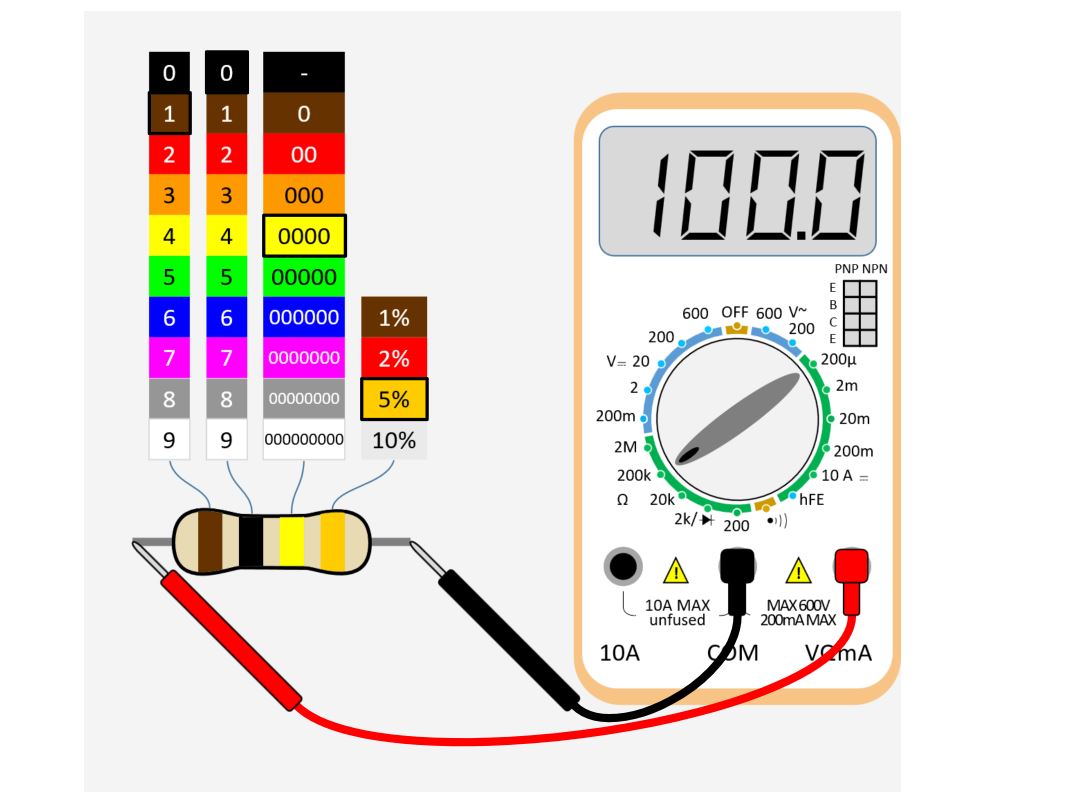 0 0 -
1 1 0
2 2 00
3 3 000
4 4 0000
5 5 00000
6 6 000000 1%
7 7 0000000 2%
8 8 00000000 5%
9 9 000000000 10%
100.0
PNP NPN
E
B
C
E
600 OFF 600 V~
200 200
V⎓ 20 200µ
2 2m
200m 20m
2M 200m
200k 10 A ⎓
Ω 20k hFE
2k/ 200 •)))
! !
10A MAX MAX 600V
unfused 200mA MAX
10A COM VΩmA